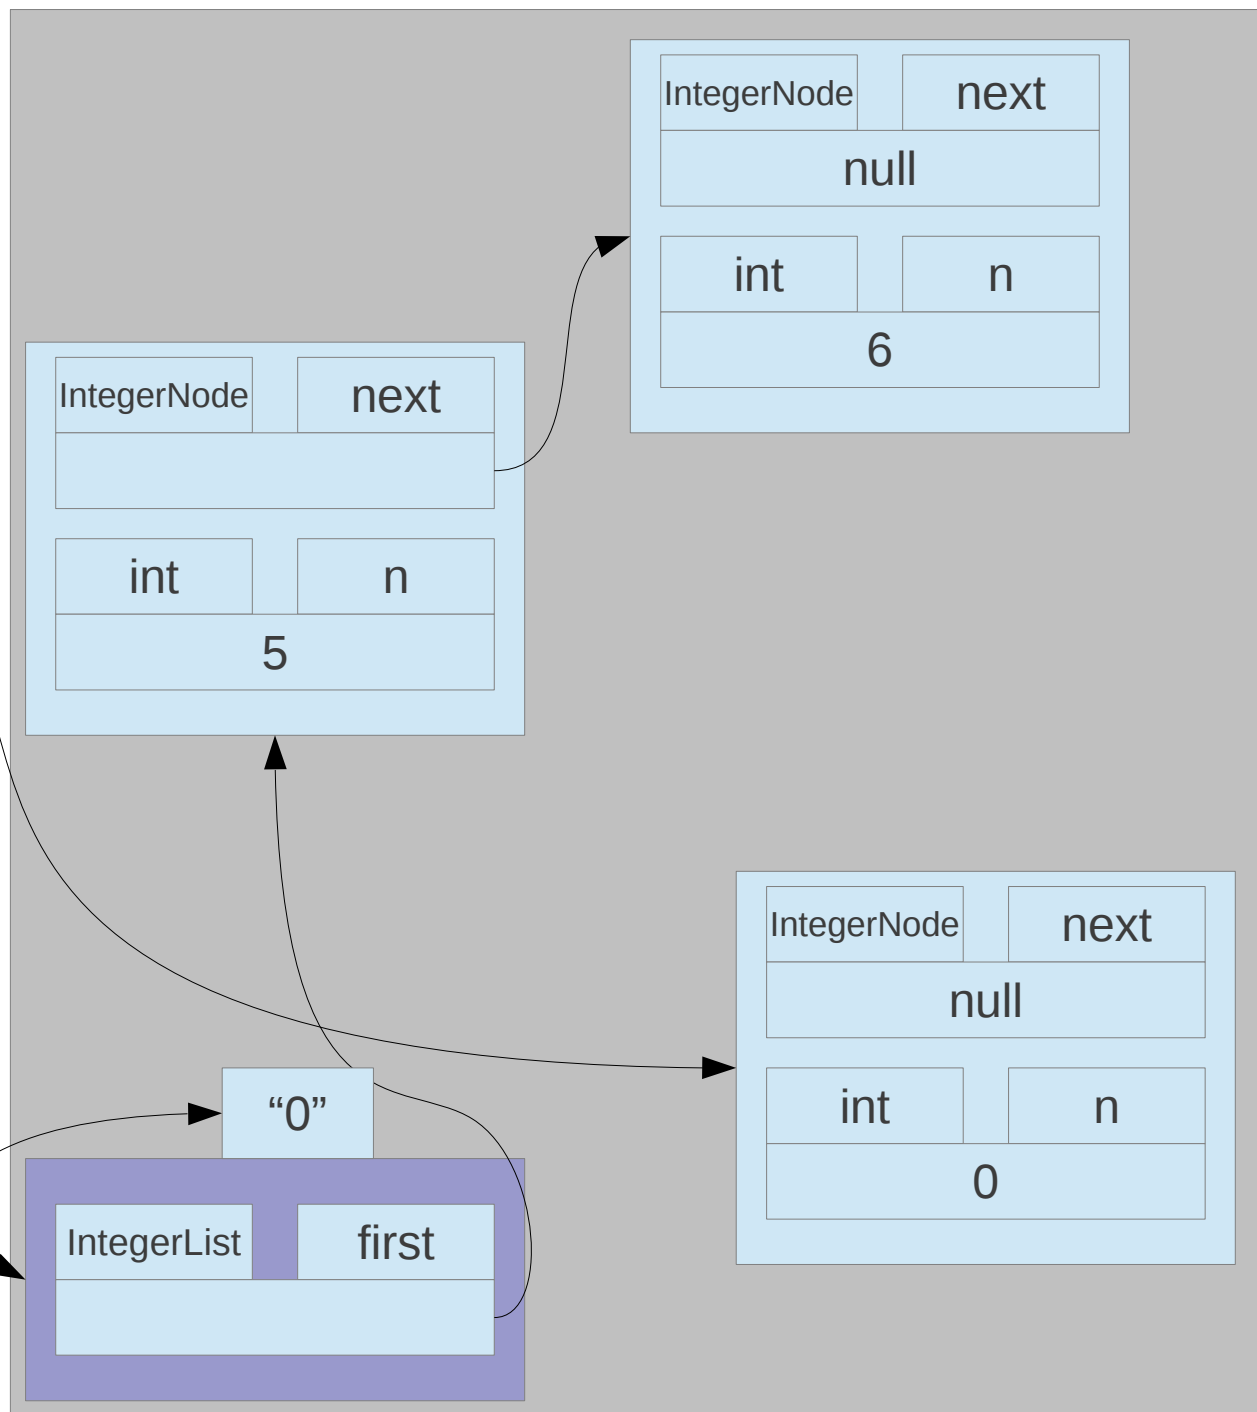 IntegerNode next
null
int n
6
IntegerNode next
int n
5
IntegerNode next
null
int n
0
“0”
IntegerList first